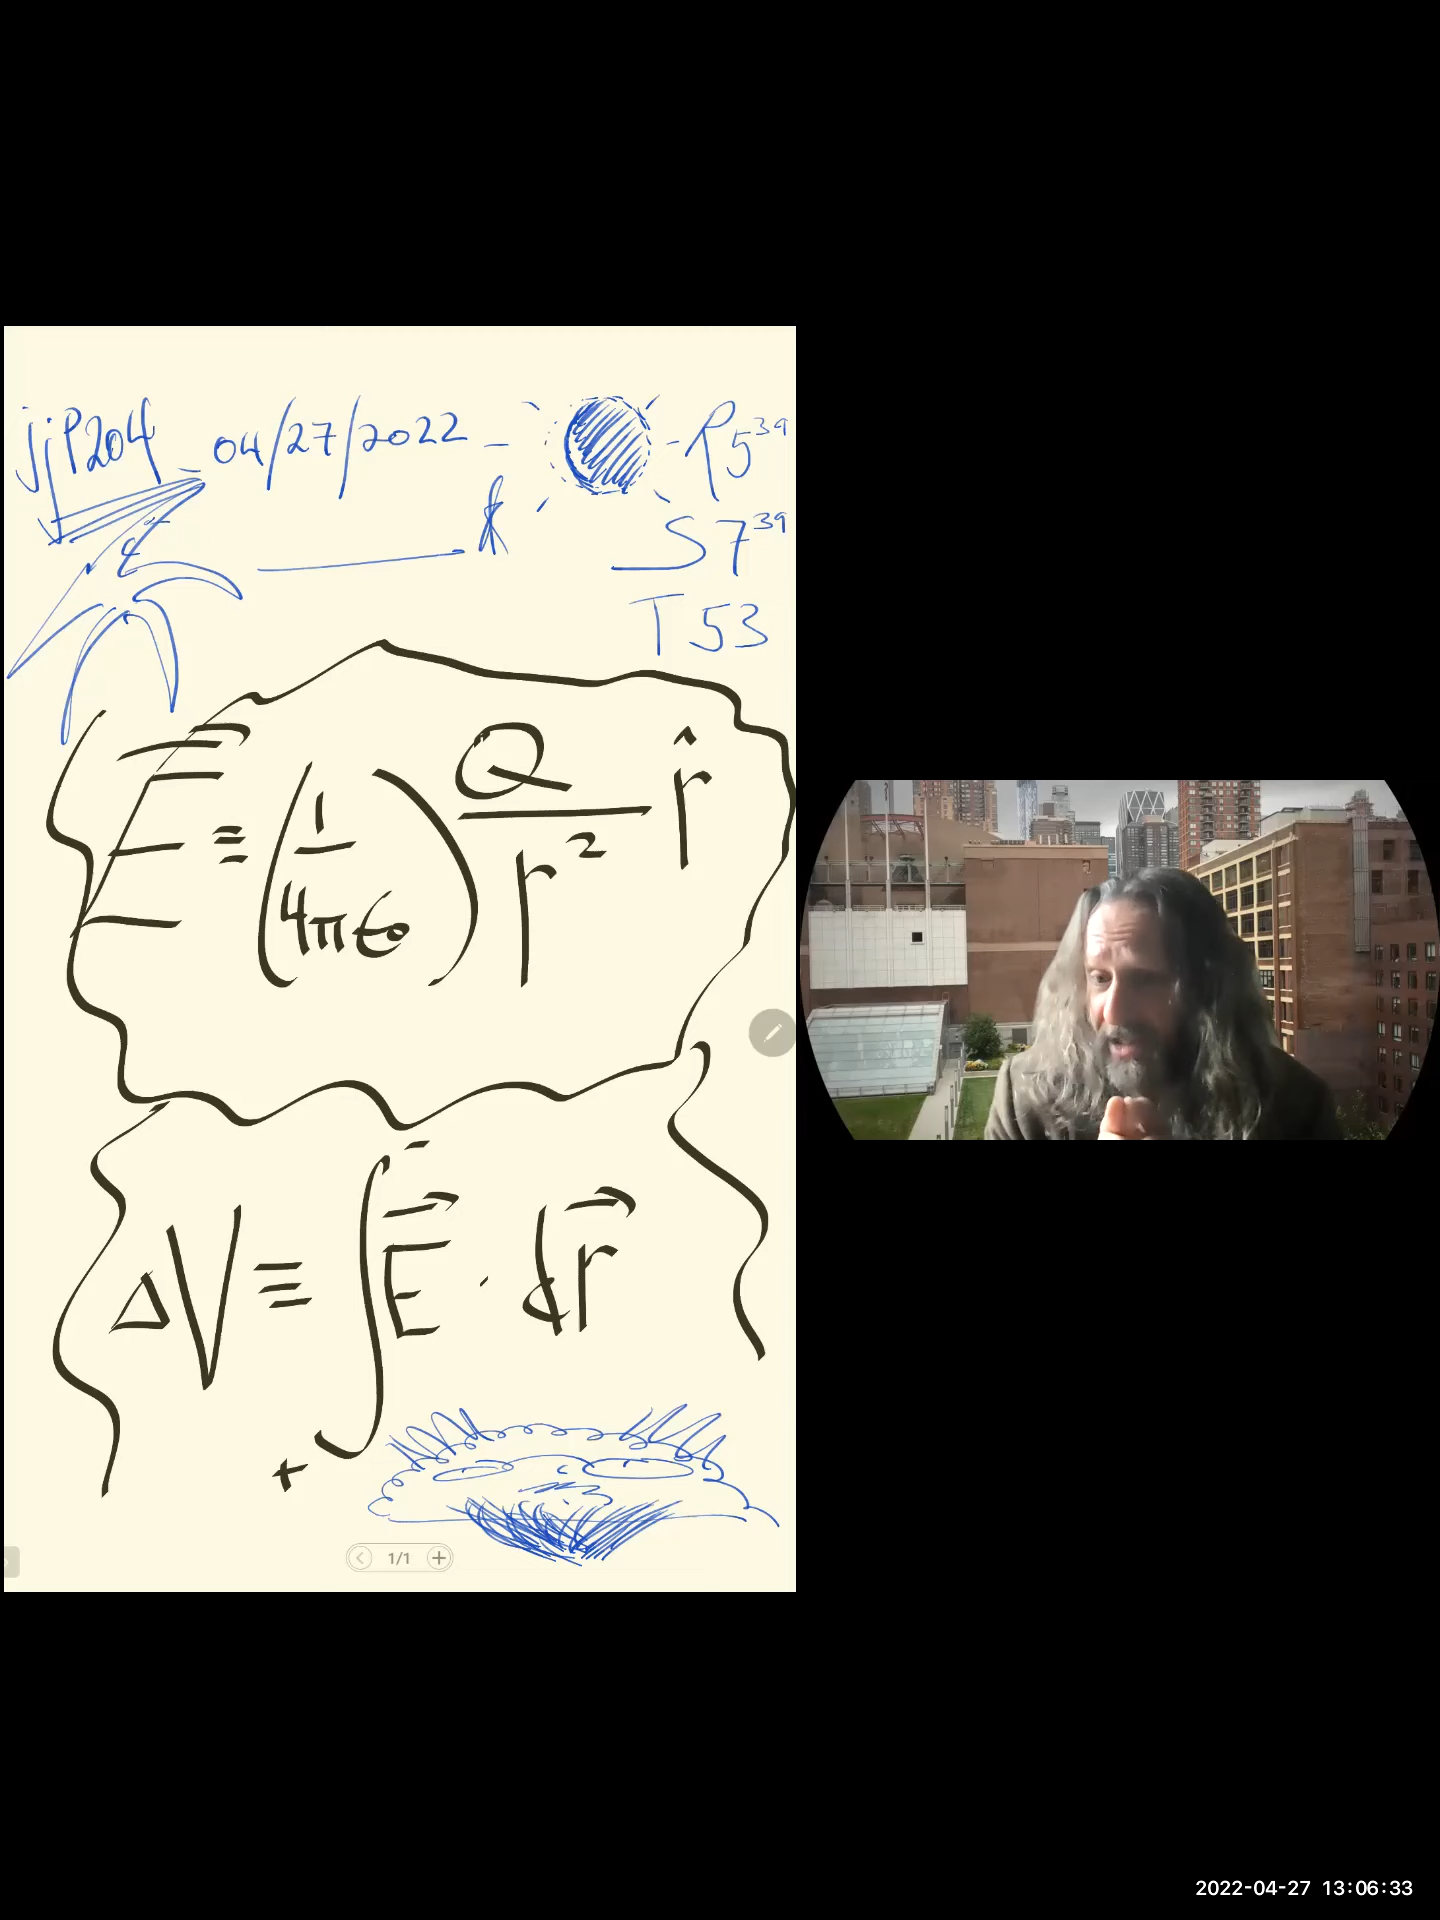 jjP204 - 04/27/2022 - R5³⁹
S7³⁹
T 53
E⃗ = (1/4πϵ₀) Q/r² r̂
ΔV ≡ ∫₊⁻ E⃗ · dr⃗
1/1
2022-04-27 13:06:33